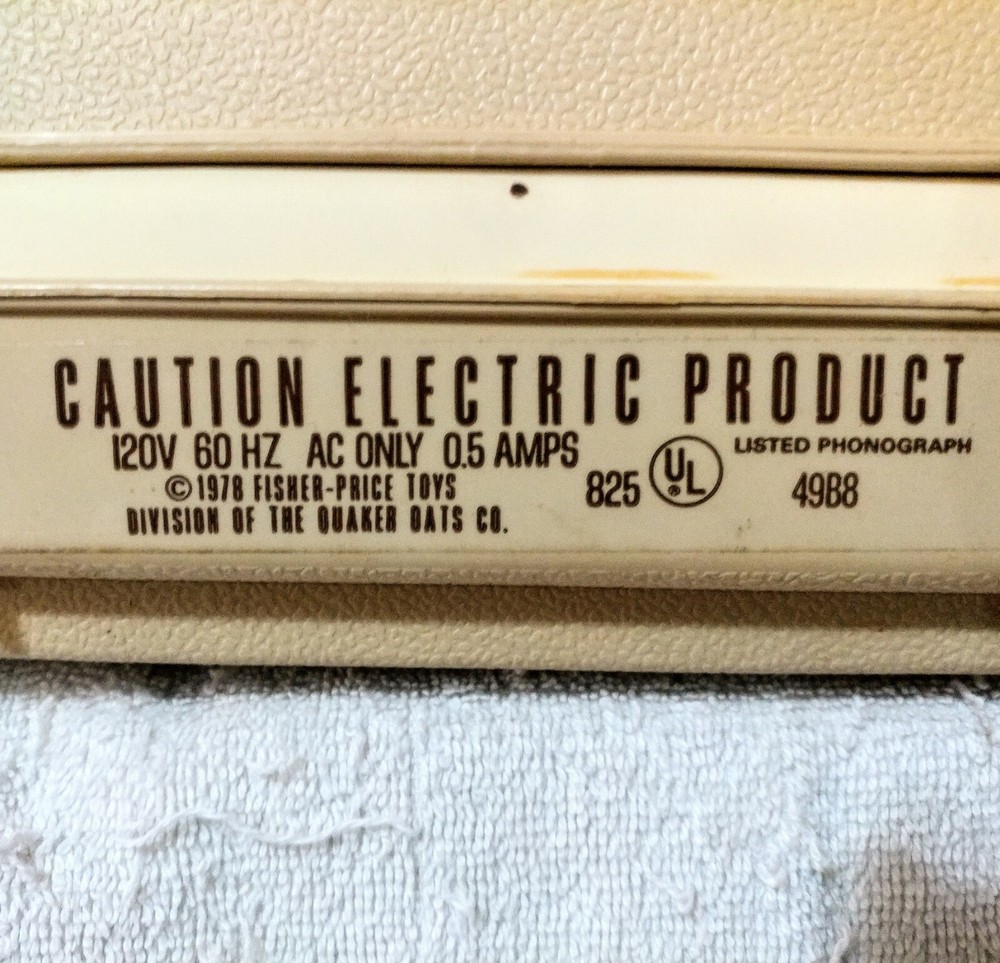 CAUTION ELECTRIC PRODUCT
120V 60 HZ AC ONLY 0.5 AMPS
©1978 FISHER-PRICE TOYS
DIVISION OF THE QUAKER OATS CO.
825 UL® LISTED PHONOGRAPH
49B8